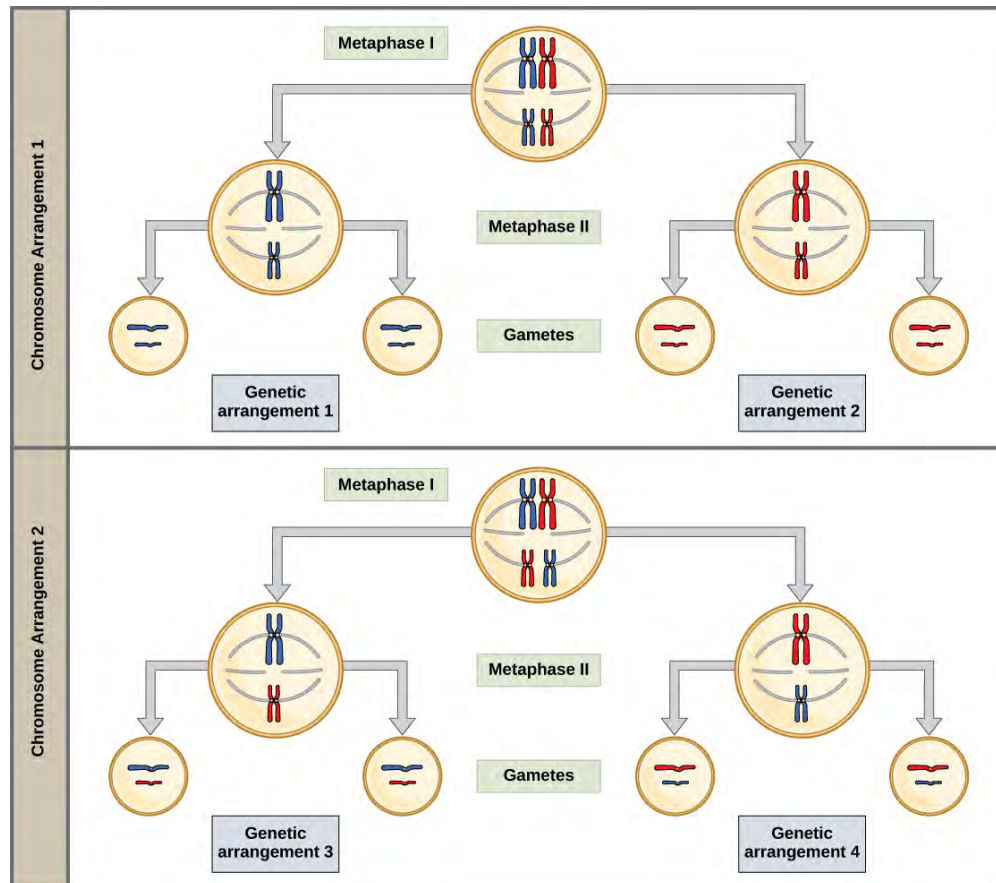 Chromosome Arrangement 1
Metaphase I
Metaphase II
Gametes
Genetic
arrangement 1
Genetic
arrangement 2
Chromosome Arrangement 2
Metaphase I
Metaphase II
Gametes
Genetic
arrangement 3
Genetic
arrangement 4